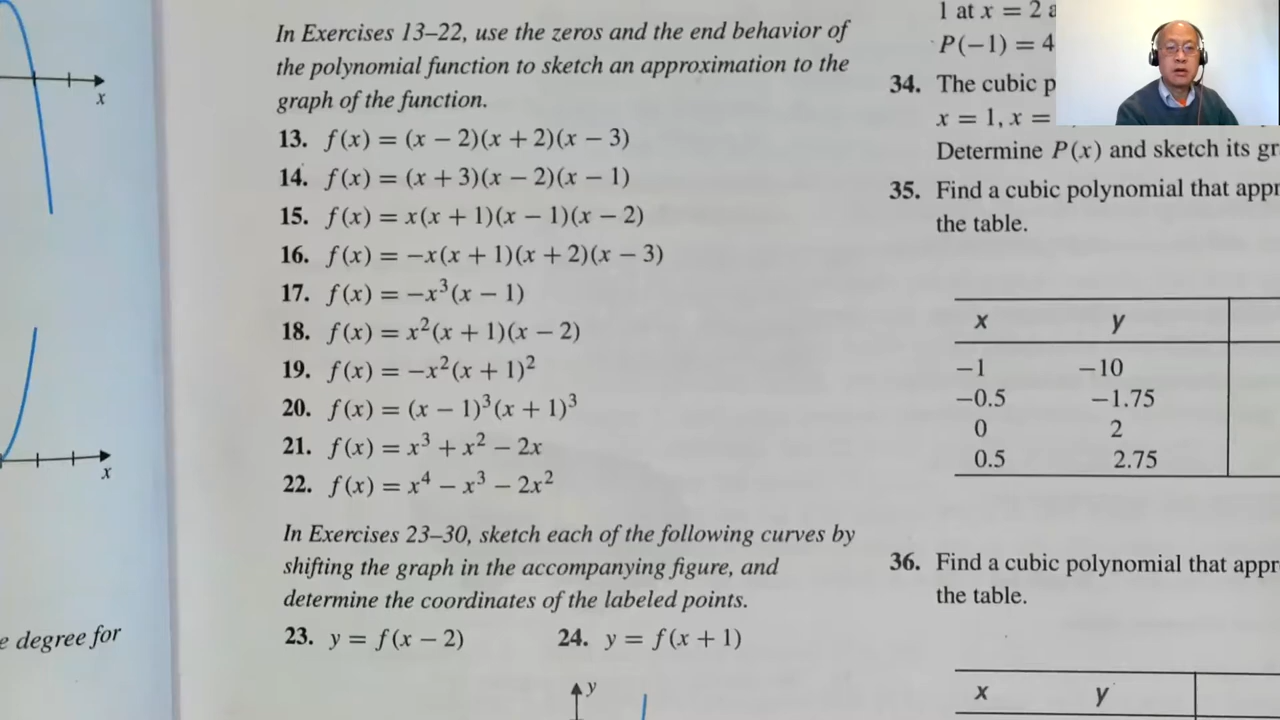 x
x
e degree for
In Exercises 13–22, use the zeros and the end behavior of
the polynomial function to sketch an approximation to the
graph of the function.
13. f(x) = (x − 2)(x + 2)(x − 3)
14. f(x) = (x + 3)(x − 2)(x − 1)
15. f(x) = x(x + 1)(x − 1)(x − 2)
16. f(x) = −x(x + 1)(x + 2)(x − 3)
17. f(x) = −x³(x − 1)
18. f(x) = x²(x + 1)(x − 2)
19. f(x) = −x²(x + 1)²
20. f(x) = (x − 1)³(x + 1)³
21. f(x) = x³ + x² − 2x
22. f(x) = x⁴ − x³ − 2x²
In Exercises 23–30, sketch each of the following curves by
shifting the graph in the accompanying figure, and
determine the coordinates of the labeled points.
23. y = f(x − 2) 24. y = f(x + 1)
y
1 at x = 2 a
P(−1) = 4
34. The cubic p
x = 1, x =
Determine P(x) and sketch its gr
35. Find a cubic polynomial that appr
the table.
x y
−1 −10
−0.5 −1.75
0 2
0.5 2.75
36. Find a cubic polynomial that appr
the table.
x y